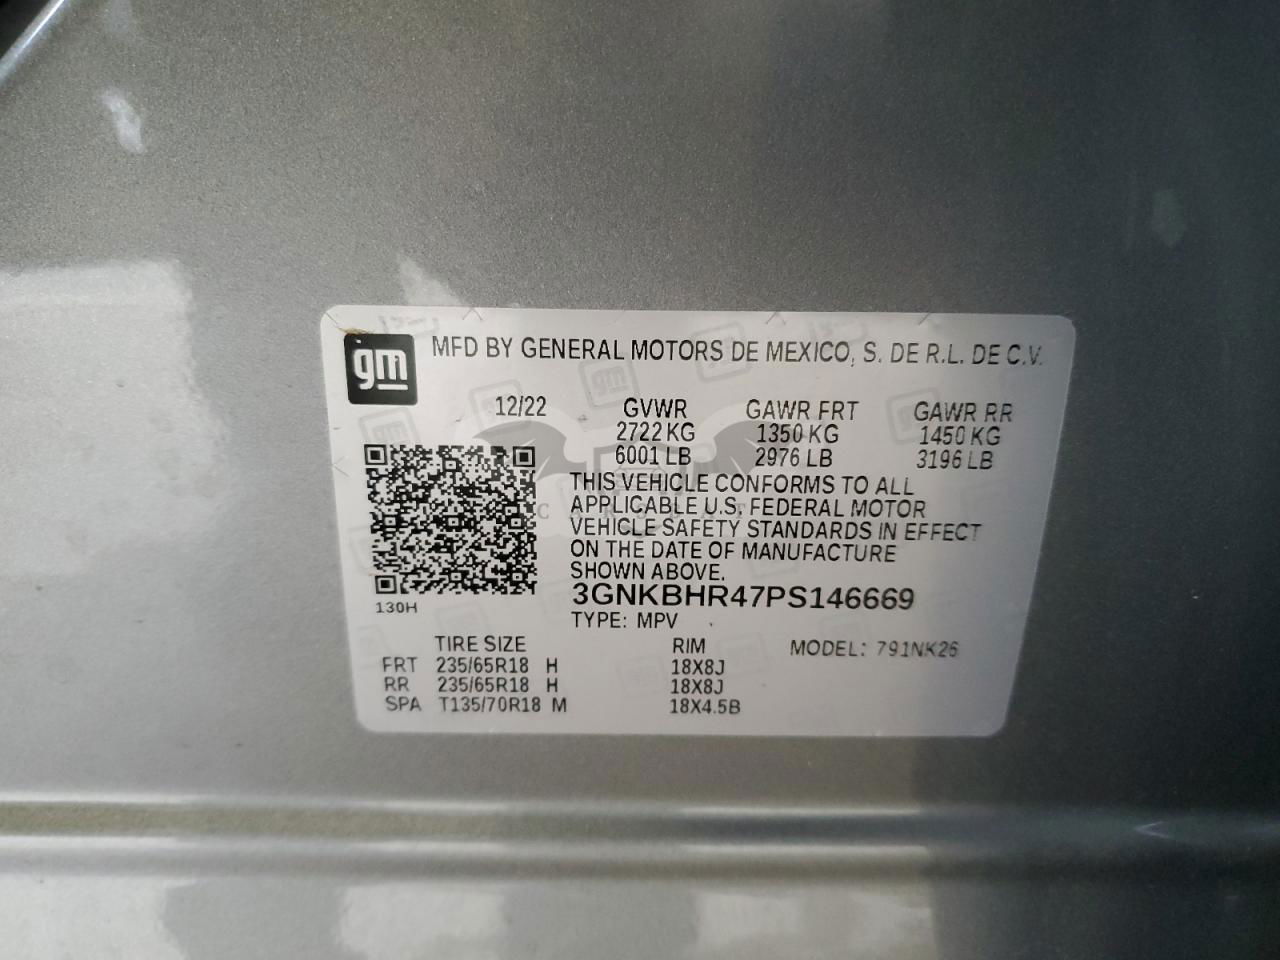 gm
MFD BY GENERAL MOTORS DE MEXICO, S. DE R.L. DE C.V.
12/22 GVWR GAWR FRT GAWR RR
2722 KG 1350 KG 1450 KG
6001 LB 2976 LB 3196 LB
THIS VEHICLE CONFORMS TO ALL
APPLICABLE U.S. FEDERAL MOTOR
VEHICLE SAFETY STANDARDS IN EFFECT
ON THE DATE OF MANUFACTURE
SHOWN ABOVE.
3GNKBHR47PS146669
130H
TYPE: MPV
TIRE SIZE RIM MODEL: 791NK26
FRT 235/65R18 H 18X8J
RR 235/65R18 H 18X8J
SPA T135/70R18 M 18X4.5B